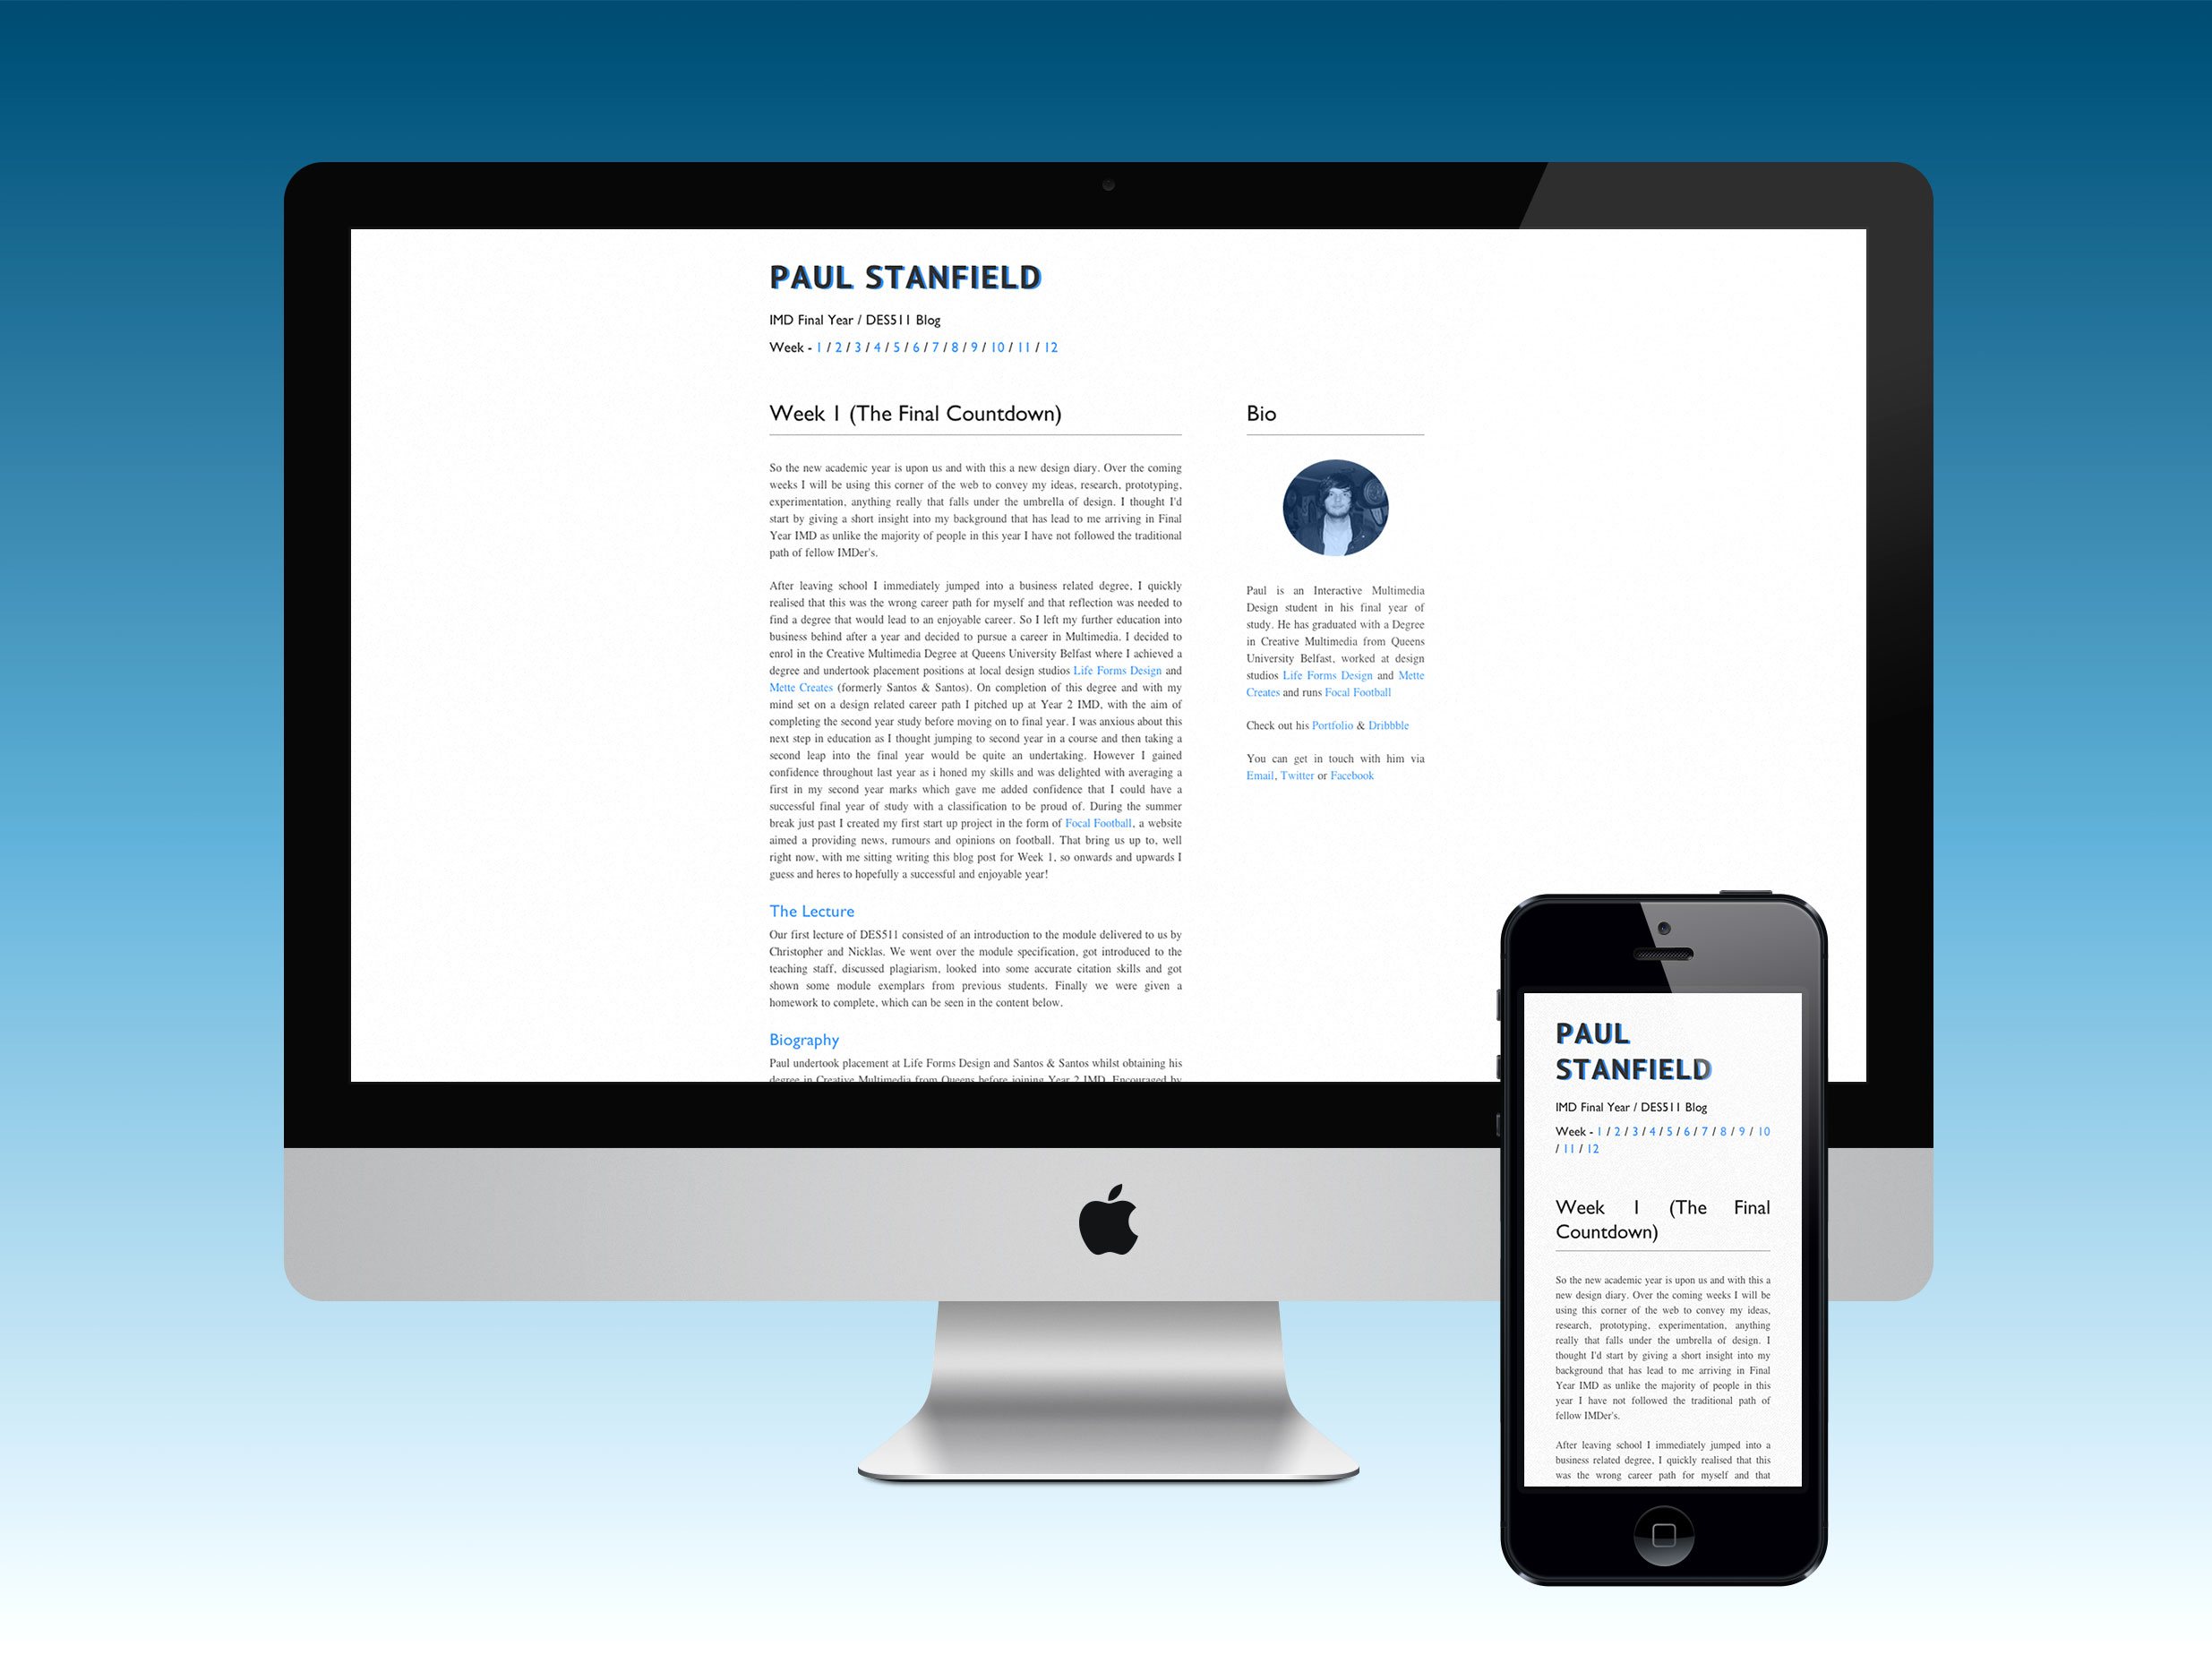 PAUL STANFIELD
IMD Final Year / DES511 Blog
Week - 1 / 2 / 3 / 4 / 5 / 6 / 7 / 8 / 9 / 10 / 11 / 12
Week 1 (The Final Countdown)
So the new academic year is upon us and with this a new design diary. Over the coming
weeks I will be using this corner of the web to convey my ideas, research, prototyping,
experimentation, anything really that falls under the umbrella of design. I thought I'd
start by giving a short insight into my background that has lead to me arriving in Final
Year IMD as unlike the majority of people in this year I have not followed the traditional
path of fellow IMDer's.
After leaving school I immediately jumped into a business related degree, I quickly
realised that this was the wrong career path for myself and that reflection was needed to
find a degree that would lead to an enjoyable career. So I left my further education into
business behind after a year and decided to pursue a career in Multimedia. I decided to
enrol in the Creative Multimedia Degree at Queens University Belfast where I achieved a
degree and undertook placement positions at local design studios Life Forms Design and
Mette Creates (formerly Santos & Santos). On completion of this degree and with my
mind set on a design related career path I pitched up at Year 2 IMD, with the aim of
completing the second year study before moving on to final year. I was anxious about this
next step in education as I thought jumping to second year in a course and then taking a
second leap into the final year would be quite an undertaking. However I gained
confidence throughout last year as i honed my skills and was delighted with averaging a
first in my second year marks which gave me added confidence that I could have a
successful final year of study with a classification to be proud of. During the summer
break just past I created my first start up project in the form of Focal Football, a website
aimed a providing news, rumours and opinions on football. That bring us up to, well
right now, with me sitting writing this blog post for Week 1, so onwards and upwards I
guess and heres to hopefully a successful and enjoyable year!
The Lecture
Our first lecture of DES511 consisted of an introduction to the module delivered to us by
Christopher and Nicklas. We went over the module specification, got introduced to the
teaching staff, discussed plagiarism, looked into some accurate citation skills and got
shown some module exemplars from previous students. Finally we were given a
homework to complete, which can be seen in the content below.
Biography
Paul undertook placement at Life Forms Design and Santos & Santos whilst obtaining his
degree in Creative Multimedia from Queens before joining Year 2 IMD. Encouraged by
Bio
Paul is an Interactive Multimedia
Design student in his final year of
study. He has graduated with a Degree
in Creative Multimedia from Queens
University Belfast, worked at design
studios Life Forms Design and Mette
Creates and runs Focal Football
Check out his Portfolio & Dribbble
You can get in touch with him via
Email, Twitter or Facebook
PAUL
STANFIELD
IMD Final Year / DES511 Blog
Week - 1 / 2 / 3 / 4 / 5 / 6 / 7 / 8 / 9 / 10
/ 11 / 12
Week 1 (The Final
Countdown)
So the new academic year is upon us and with this a
new design diary. Over the coming weeks I will be
using this corner of the web to convey my ideas,
research, prototyping, experimentation, anything
really that falls under the umbrella of design. I
thought I'd start by giving a short insight into my
background that has lead to me arriving in Final
Year IMD as unlike the majority of people in this
year I have not followed the traditional path of
fellow IMDer's.
After leaving school I immediately jumped into a
business related degree, I quickly realised that this
was the wrong career path for myself and that